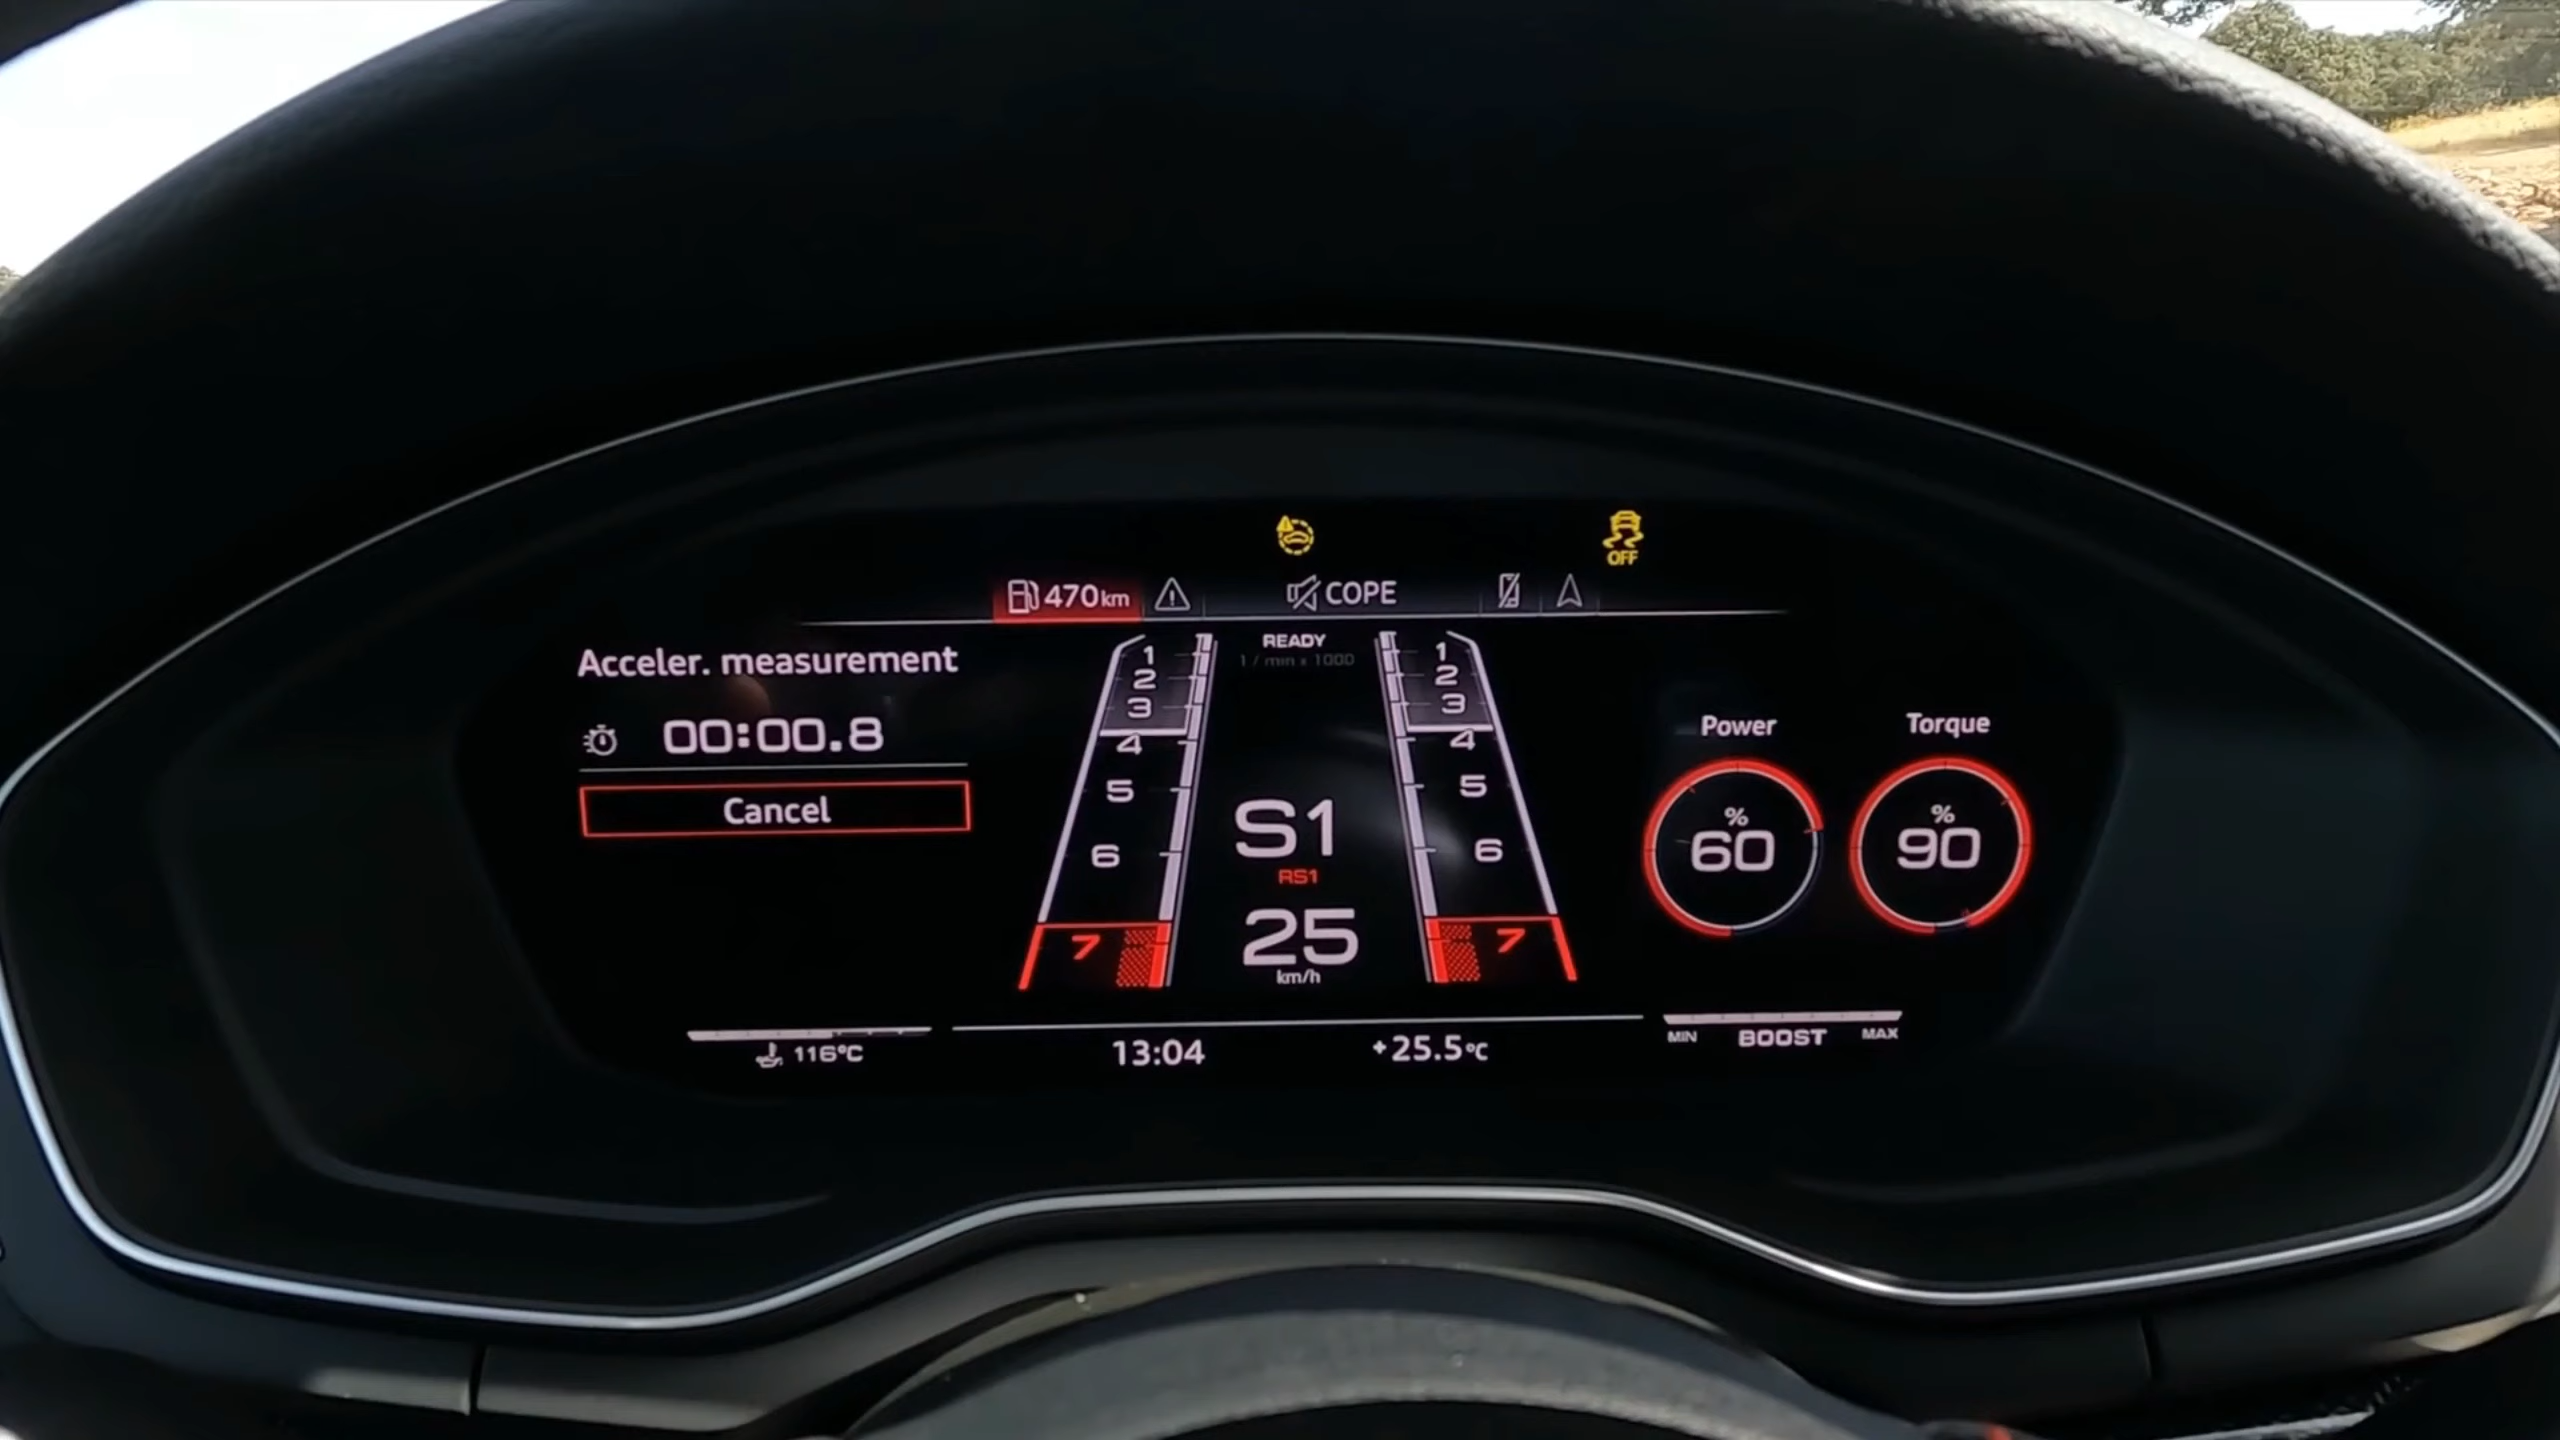 OFF
470 km
COPE
READY
1 / min x 1000
Acceler. measurement
00:00.8
Cancel
1 1
2 2
3 3
4 4
5 5
6 6
7 7
S1
RS1
25
km/h
Power
%
60
Torque
%
90
116°C
13:04
+25.5°C
MIN BOOST MAX